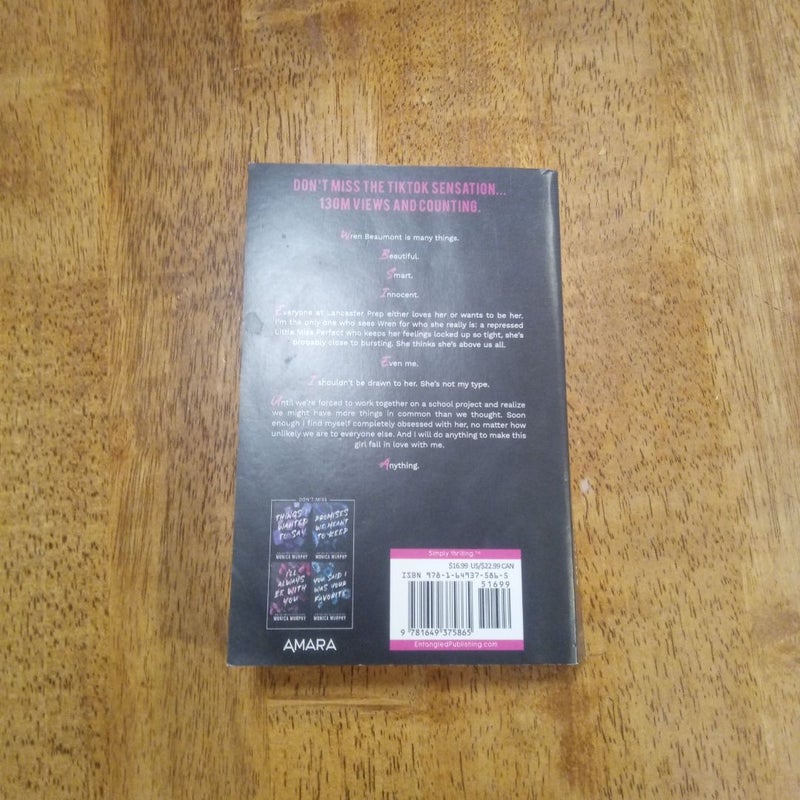 DON'T MISS THE TIKTOK SENSATION...
130M VIEWS AND COUNTING.
Wren Beaumont is many things.
Beautiful.
Smart.
Innocent.
Everyone at Lancaster Prep either loves her or wants to be her.
I'm the only one who sees Wren for who she really is: a repressed
Little Miss Perfect who keeps her feelings locked up so tight, she's
probably close to bursting. She thinks she's above us all.
Even me.
I shouldn't be drawn to her. She's not my type.
Until we're forced to work together on a school project and realize
we might have more things in common than we thought. Soon
enough I find myself completely obsessed with her, no matter how
unlikely we are to everyone else. And I will do anything to make this
girl fall in love with me.
Anything.
DON'T MISS
THINGS I
WANTED
TO SAY
MONICA MURPHY
PROMISES
WE MEANT
TO KEEP
MONICA MURPHY
I'LL
ALWAYS
BE WITH
YOU
MONICA MURPHY
YOU SAID I
WAS YOUR
FAVORITE
MONICA MURPHY
AMARA
Simply thrilling.™
$16.99 US/$22.99 CAN
ISBN 978-1-64937-586-5
51699
9 781649 375865
EntangledPublishing.com